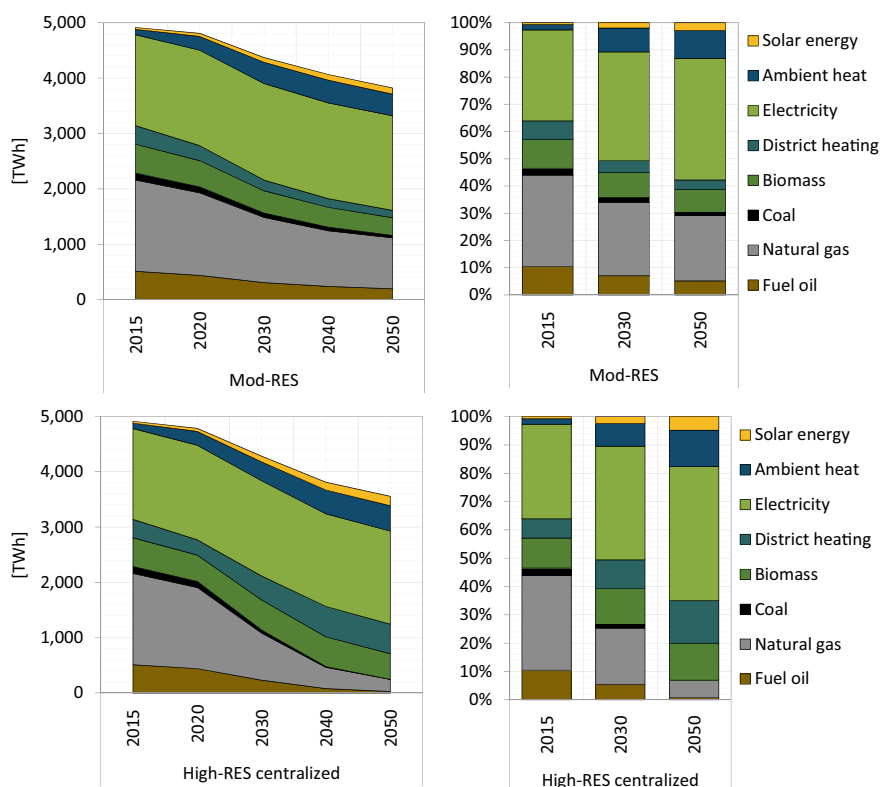 5,000
4,000
3,000
2,000
1,000
0
[TWh]
2015
2020
2030
2040
2050
Mod-RES
100%
90%
80%
70%
60%
50%
40%
30%
20%
10%
0%
2015
2030
2050
Mod-RES
Solar energy
Ambient heat
Electricity
District heating
Biomass
Coal
Natural gas
Fuel oil
5,000
4,000
3,000
2,000
1,000
0
[TWh]
2015
2020
2030
2040
2050
High-RES centralized
100%
90%
80%
70%
60%
50%
40%
30%
20%
10%
0%
2015
2030
2050
High-RES centralized
Solar energy
Ambient heat
Electricity
District heating
Biomass
Coal
Natural gas
Fuel oil